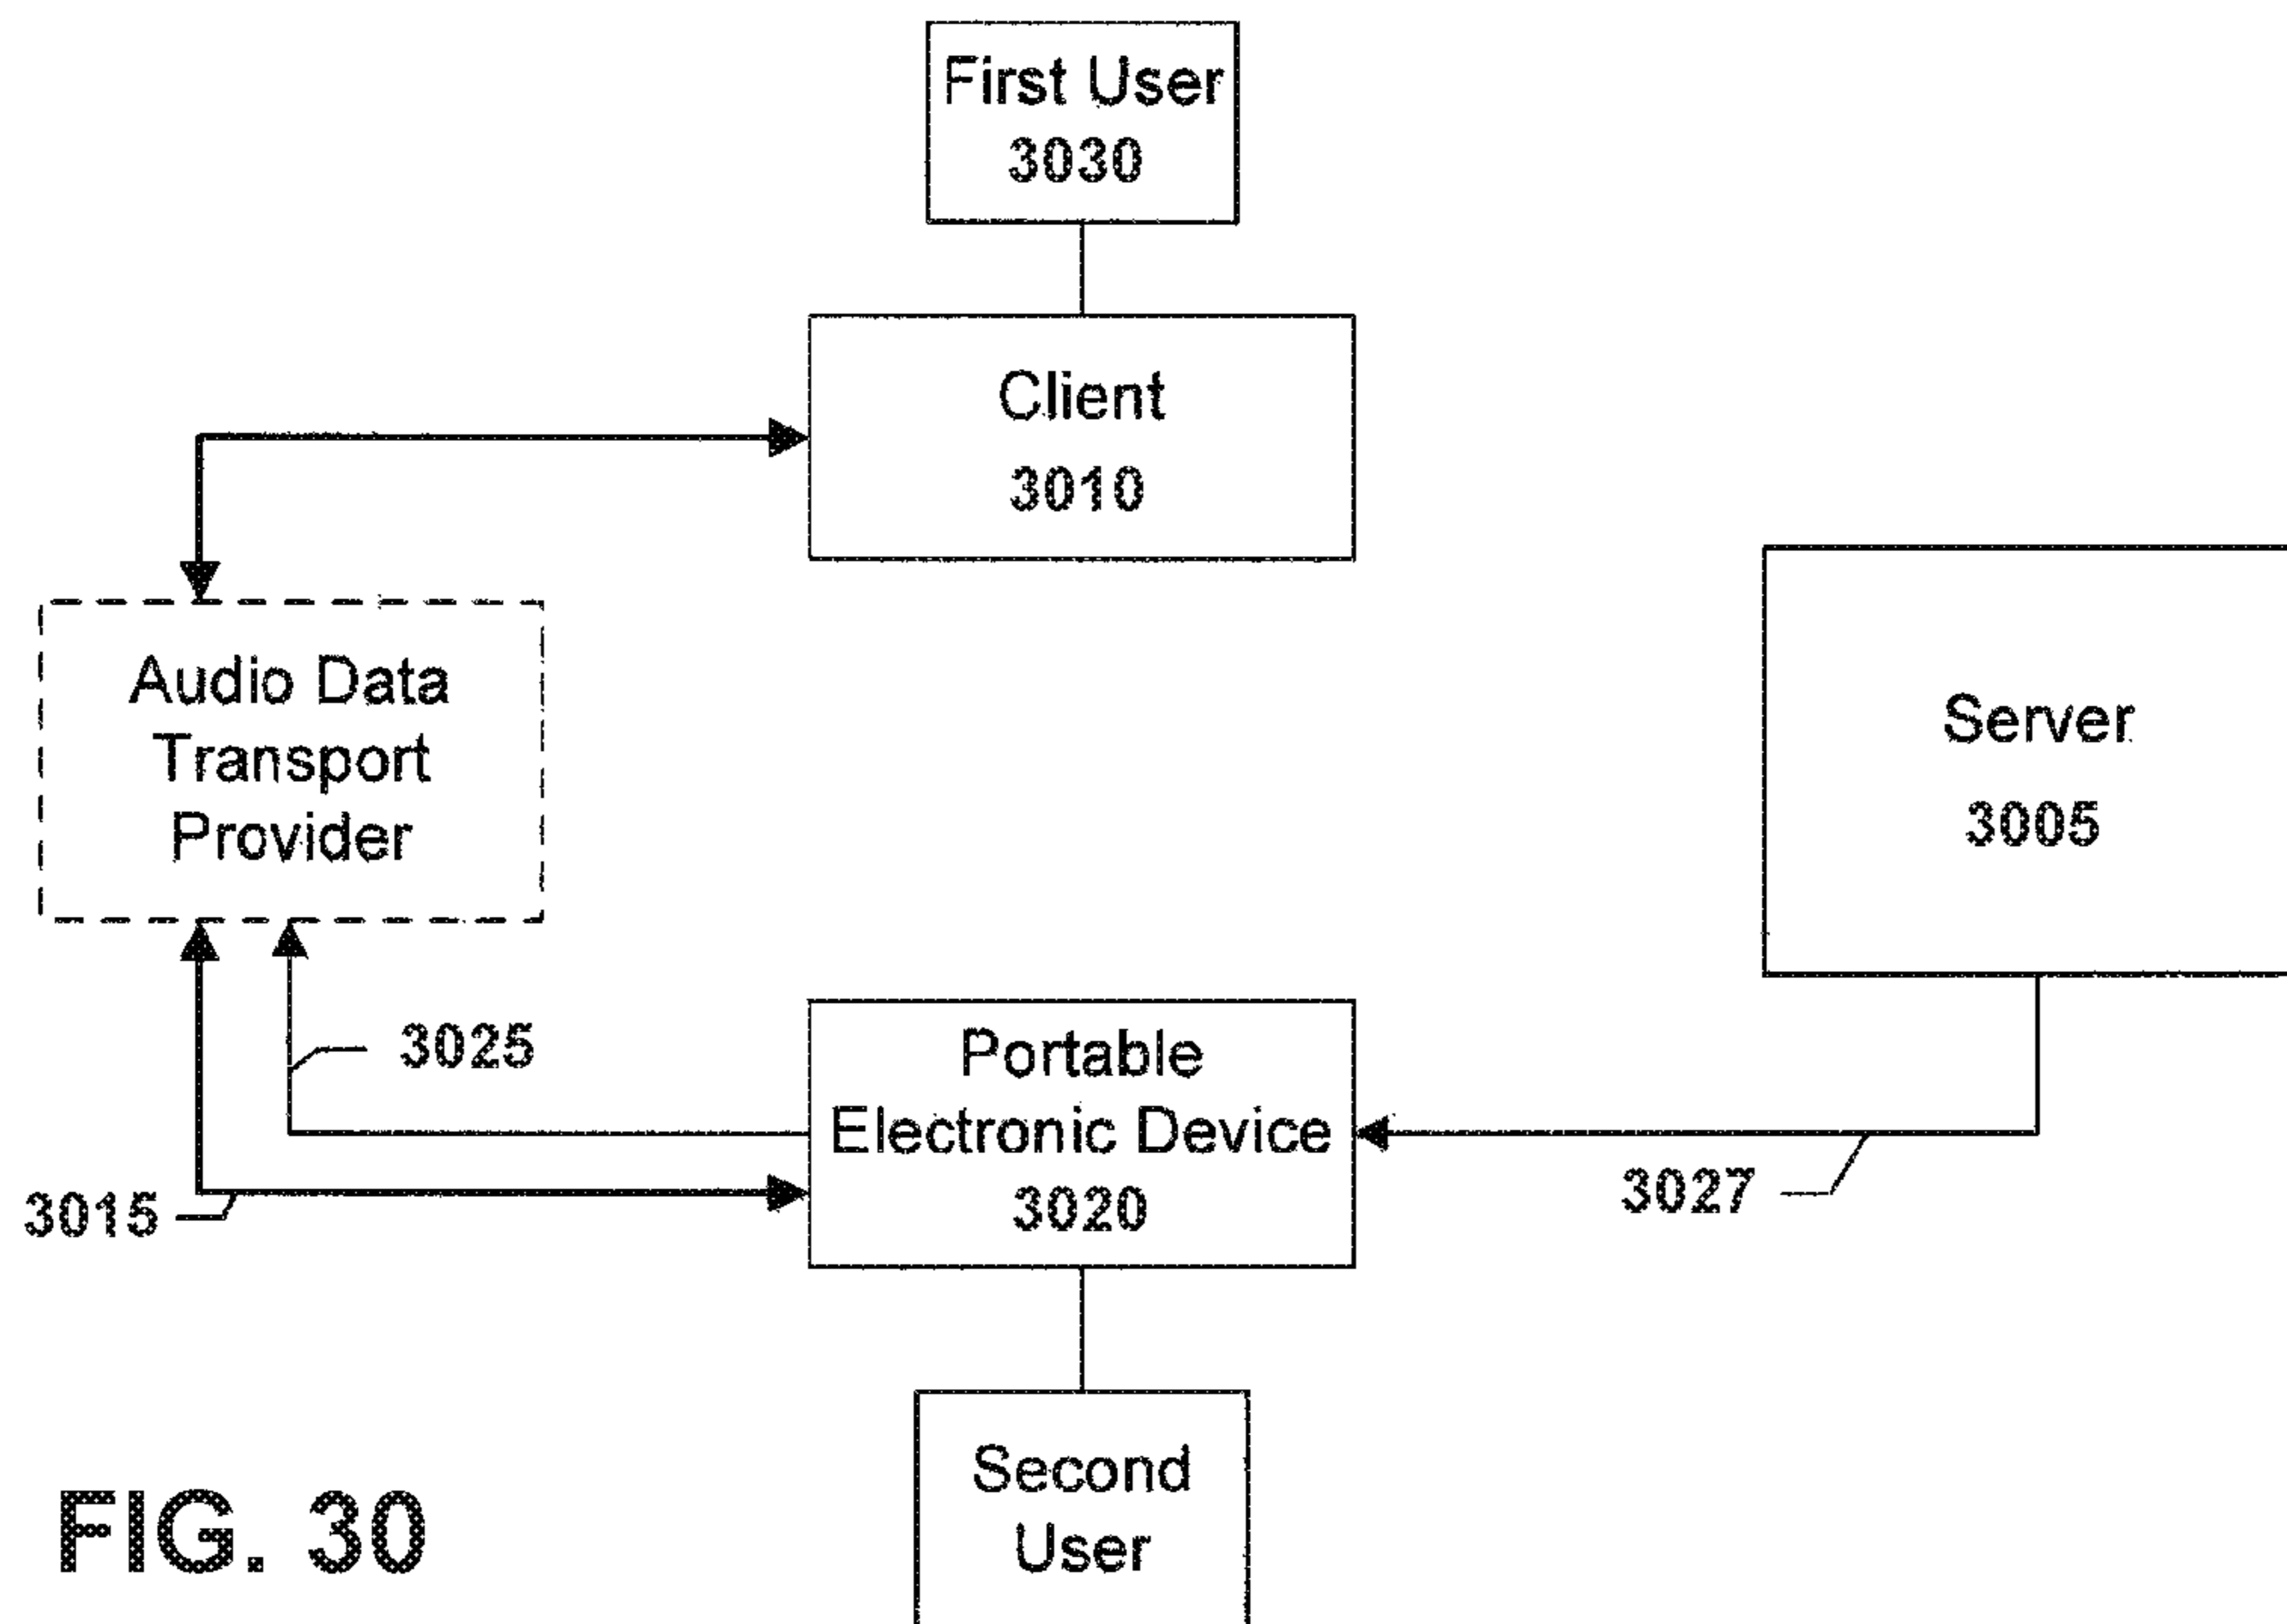 First User
3030
Client
3010
Audio Data
Transport
Provider
Server
3005
3025
Portable
Electronic Device
3020
3015
3027
Second
User
FIG. 30